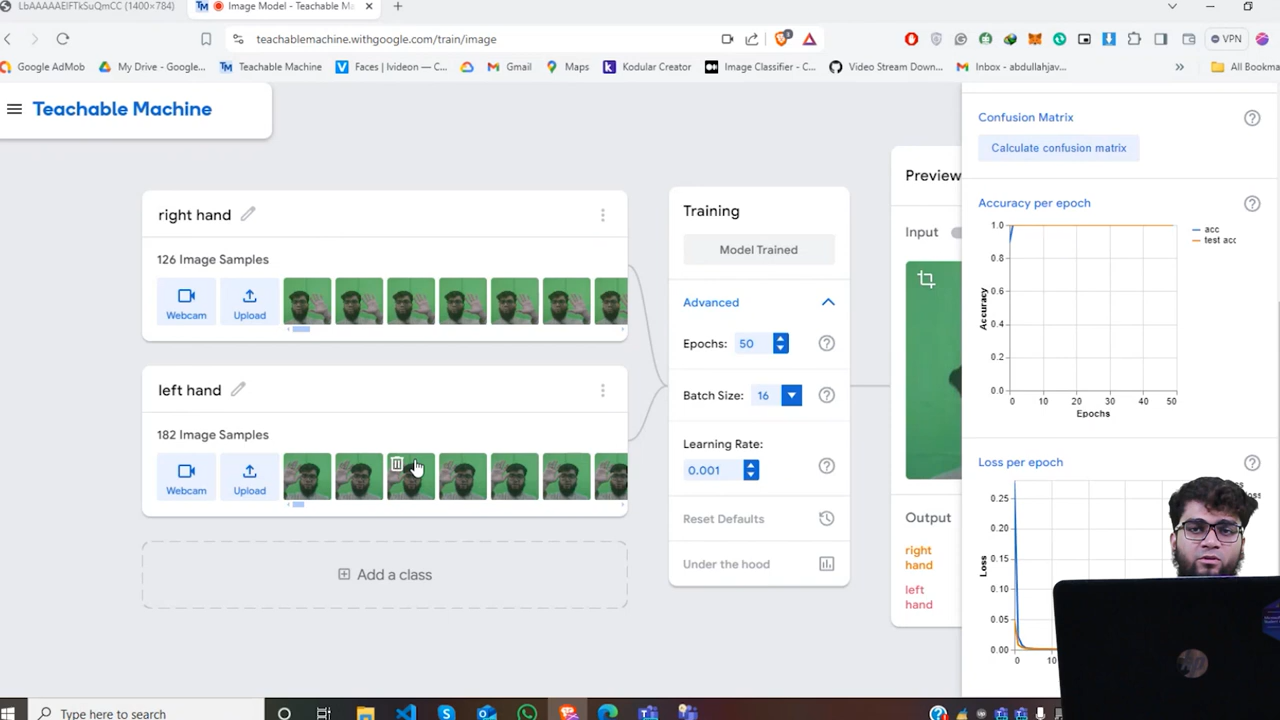 LbAAAAAElFTkSuQmCC (1400×784)
TM Image Model - Teachable Ma
teachablemachine.withgoogle.com/train/image
VPN
Google AdMob
My Drive - Google...
TM Teachable Machine
Faces | Ivideon — C...
Gmail
Maps
Kodular Creator
Image Classifier - C...
Video Stream Down...
Inbox - abdullahjav...
All Bookma
Teachable Machine
right hand
126 Image Samples
Webcam
Upload
left hand
182 Image Samples
Webcam
Upload
Add a class
Training
Model Trained
Advanced
Epochs: 50
Batch Size: 16
Learning Rate:
0.001
Reset Defaults
Under the hood
Preview
Input
Output
right
hand
left
hand
Confusion Matrix
Calculate confusion matrix
Accuracy per epoch
1.0
0.8
0.6
0.4
0.2
0.0
Accuracy
0 10 20 30 40 50
Epochs
acc
test acc
Loss per epoch
0.25
0.20
0.15
0.10
0.05
0.00
Loss
0
Type here to search